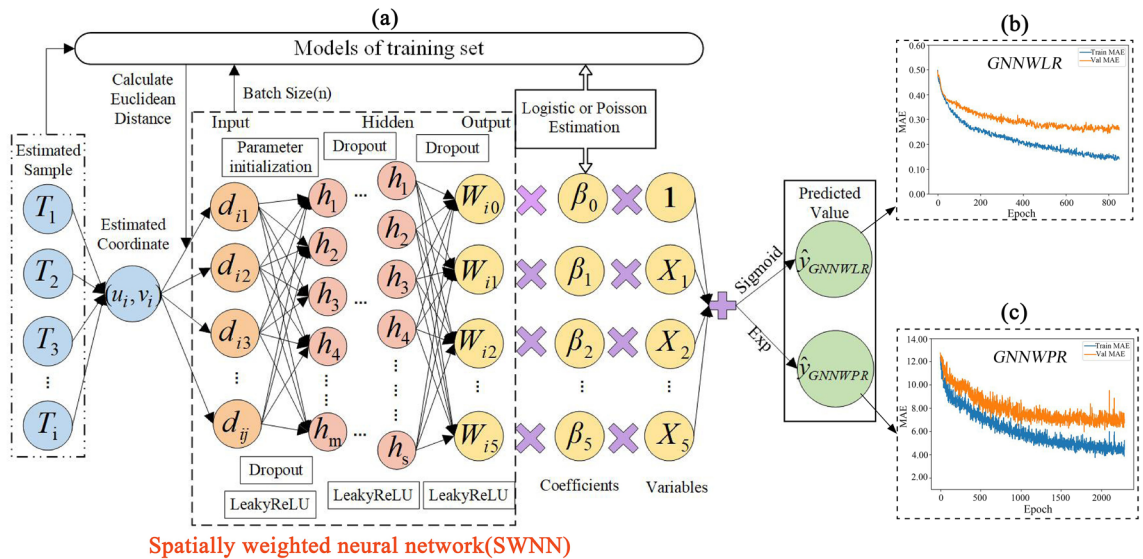 (a)
Models of training set
Calculate
Euclidean
Distance
Batch Size(n)
Logistic or Poisson
Estimation
Estimated
Sample
T1
T2
T3
⋮
Ti
Estimated
Coordinate
(ui, vi)
Input
Hidden
Output
Parameter
initialization
Dropout
Dropout
di1
di2
di3
⋮
dij
h1
h2
h3
h4
⋮
hm
...
...
...
...
h1
h2
h3
h4
⋮
hs
Wi0
Wi1
Wi2
⋮
Wi5
Dropout
LeakyReLU
LeakyReLU
LeakyReLU
β0
β1
β2
⋮
β5
Coefficients
1
X1
X2
⋮
X5
Variables
Sigmoid
Exp
Predicted
Value
ŷGNNWLR
ŷGNNWPR
Spatially weighted neural network(SWNN)
(b)
GNNWLR
Train MAE
Val MAE
MAE
0.60
0.50
0.40
0.30
0.20
0.10
0.00
0 200 400 600 800
Epoch
(c)
GNNWPR
Train MAE
Val MAE
MAE
14.00
12.00
10.00
8.00
6.00
4.00
2.00
0 500 1000 1500 2000
Epoch